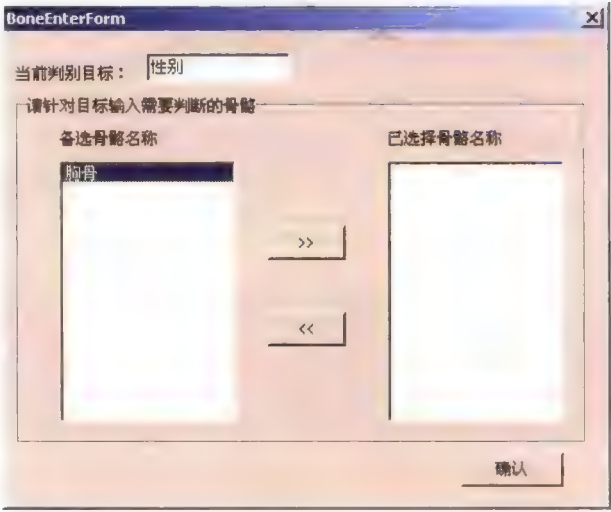 BoneEnterForm
当前判别目标： 性别
请针对目标输入需要判断的骨骼
备选骨骼名称
已选择骨骼名称
胸骨
>>
<<
确认